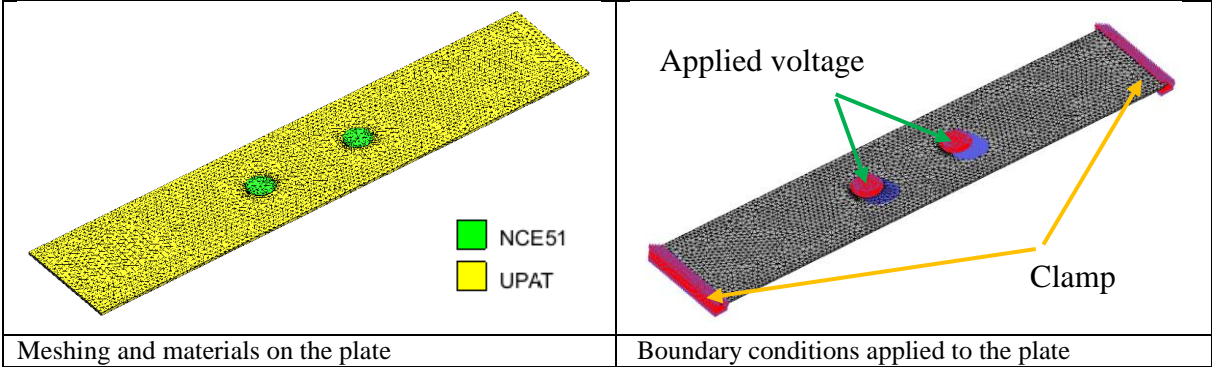 NCE51
UPAT
Applied voltage
Clamp
Meshing and materials on the plate
Boundary conditions applied to the plate